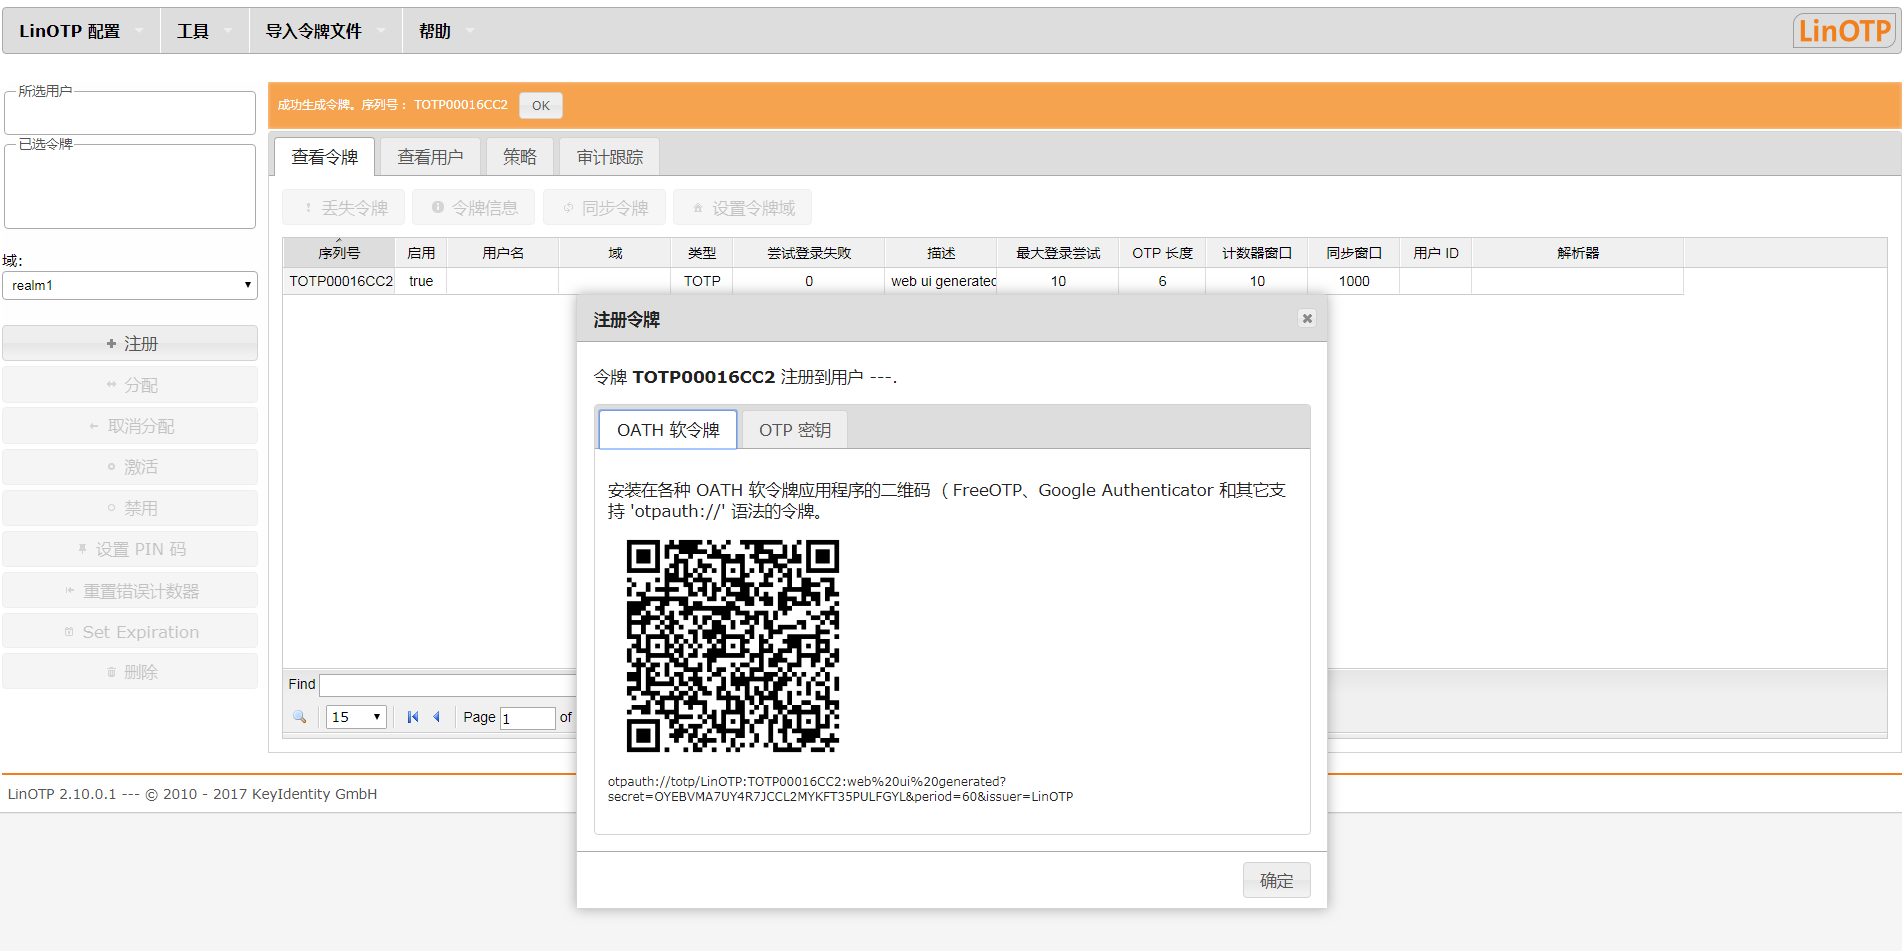 LinOTP 配置
工具
导入令牌文件
帮助
LinOTP
所选用户
已选令牌
域:
realm1
注册
分配
取消分配
激活
禁用
设置 PIN 码
重置错误计数器
Set Expiration
删除
成功生成令牌。序列号： TOTP00016CC2
OK
查看令牌
查看用户
策略
审计跟踪
丢失令牌
令牌信息
同步令牌
设置令牌域
序列号 启用 用户名 域 类型 尝试登录失败 描述 最大登录尝试 OTP 长度 计数器窗口 同步窗口 用户 ID 解析器
TOTP00016CC2 true TOTP 0 web ui generated 10 6 10 1000
Find
15
Page 1 of
注册令牌
令牌 TOTP00016CC2 注册到用户 ---.
OATH 软令牌
OTP 密钥
安装在各种 OATH 软令牌应用程序的二维码（ FreeOTP、Google Authenticator 和其它支
持 'otpauth://' 语法的令牌。
otpauth://totp/LinOTP:TOTP00016CC2:web%20ui%20generated?
secret=OYEBVMA7UY4R7JCCL2MYKFT35PULFGYL&period=60&issuer=LinOTP
确定
LinOTP 2.10.0.1 --- © 2010 - 2017 KeyIdentity GmbH